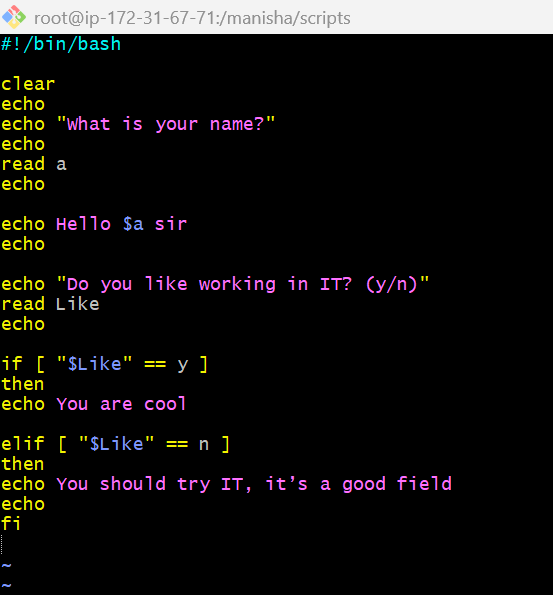 root@ip-172-31-67-71:/manisha/scripts
#!/bin/bash
clear
echo
echo "What is your name?"
echo
read a
echo
echo Hello $a sir
echo
echo "Do you like working in IT? (y/n)"
read Like
echo
if [ "$Like" == y ]
then
echo You are cool
elif [ "$Like" == n ]
then
echo You should try IT, it’s a good field
echo
fi
~
~